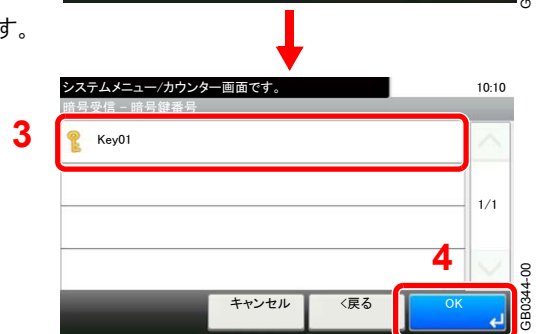 す。
システムメニュー/カウンター画面です。 10:10
暗号受信 - 暗号鍵番号
3
Key01
1/1
4
キャンセル <戻る OK
GB0344-00